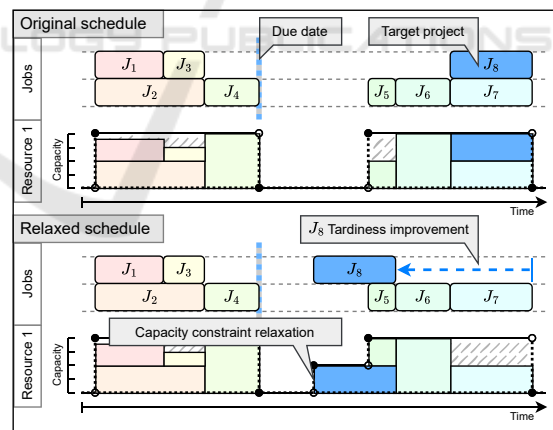 LOGY PUBLICATIONS
Original schedule
Due date
Target project
Jobs
J1 J3 J8
J2 J4 J5 J6 J7
Resource 1
Capacity
Time
Relaxed schedule
J8 Tardiness improvement
Jobs
J1 J3 J8
J2 J4 J5 J6 J7
Capacity constraint relaxation
Resource 1
Capacity
Time